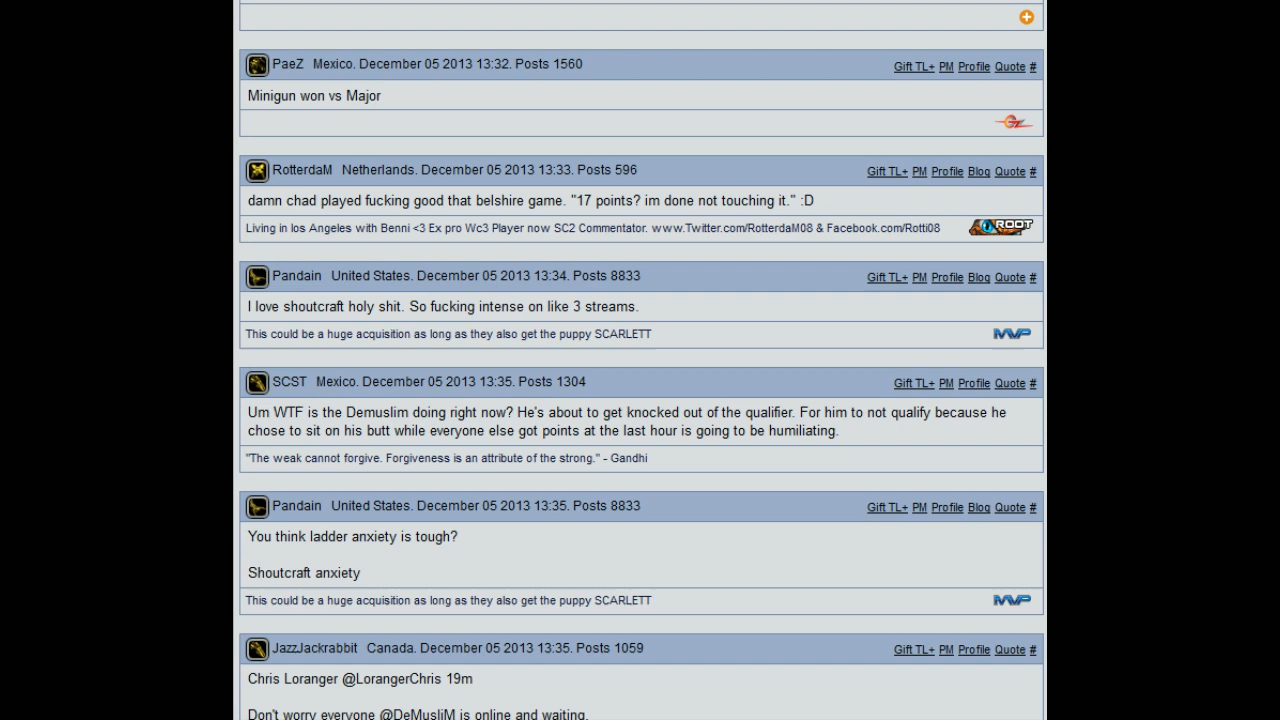 PaeZ Mexico. December 05 2013 13:32. Posts 1560 Gift TL+ PM Profile Quote #
Minigun won vs Major
RotterdaM Netherlands. December 05 2013 13:33. Posts 596 Gift TL+ PM Profile Blog Quote #
damn chad played fucking good that belshire game. "17 points? im done not touching it." :D
Living in los Angeles with Benni <3 Ex pro Wc3 Player now SC2 Commentator. www.Twitter.com/RotterdaM08 & Facebook.com/Rotti08 ROOT
Pandain United States. December 05 2013 13:34. Posts 8833 Gift TL+ PM Profile Blog Quote #
I love shoutcraft holy shit. So fucking intense on like 3 streams.
This could be a huge acquisition as long as they also get the puppy SCARLETT MVP
SCST Mexico. December 05 2013 13:35. Posts 1304 Gift TL+ PM Profile Quote #
Um WTF is the Demuslim doing right now? He's about to get knocked out of the qualifier. For him to not qualify because he
chose to sit on his butt while everyone else got points at the last hour is going to be humiliating.
"The weak cannot forgive. Forgiveness is an attribute of the strong." - Gandhi
Pandain United States. December 05 2013 13:35. Posts 8833 Gift TL+ PM Profile Blog Quote #
You think ladder anxiety is tough?
Shoutcraft anxiety
This could be a huge acquisition as long as they also get the puppy SCARLETT MVP
JazzJackrabbit Canada. December 05 2013 13:35. Posts 1059 Gift TL+ PM Profile Quote #
Chris Loranger @LorangerChris 19m
Don't worry everyone @DeMusliM is online and waiting.